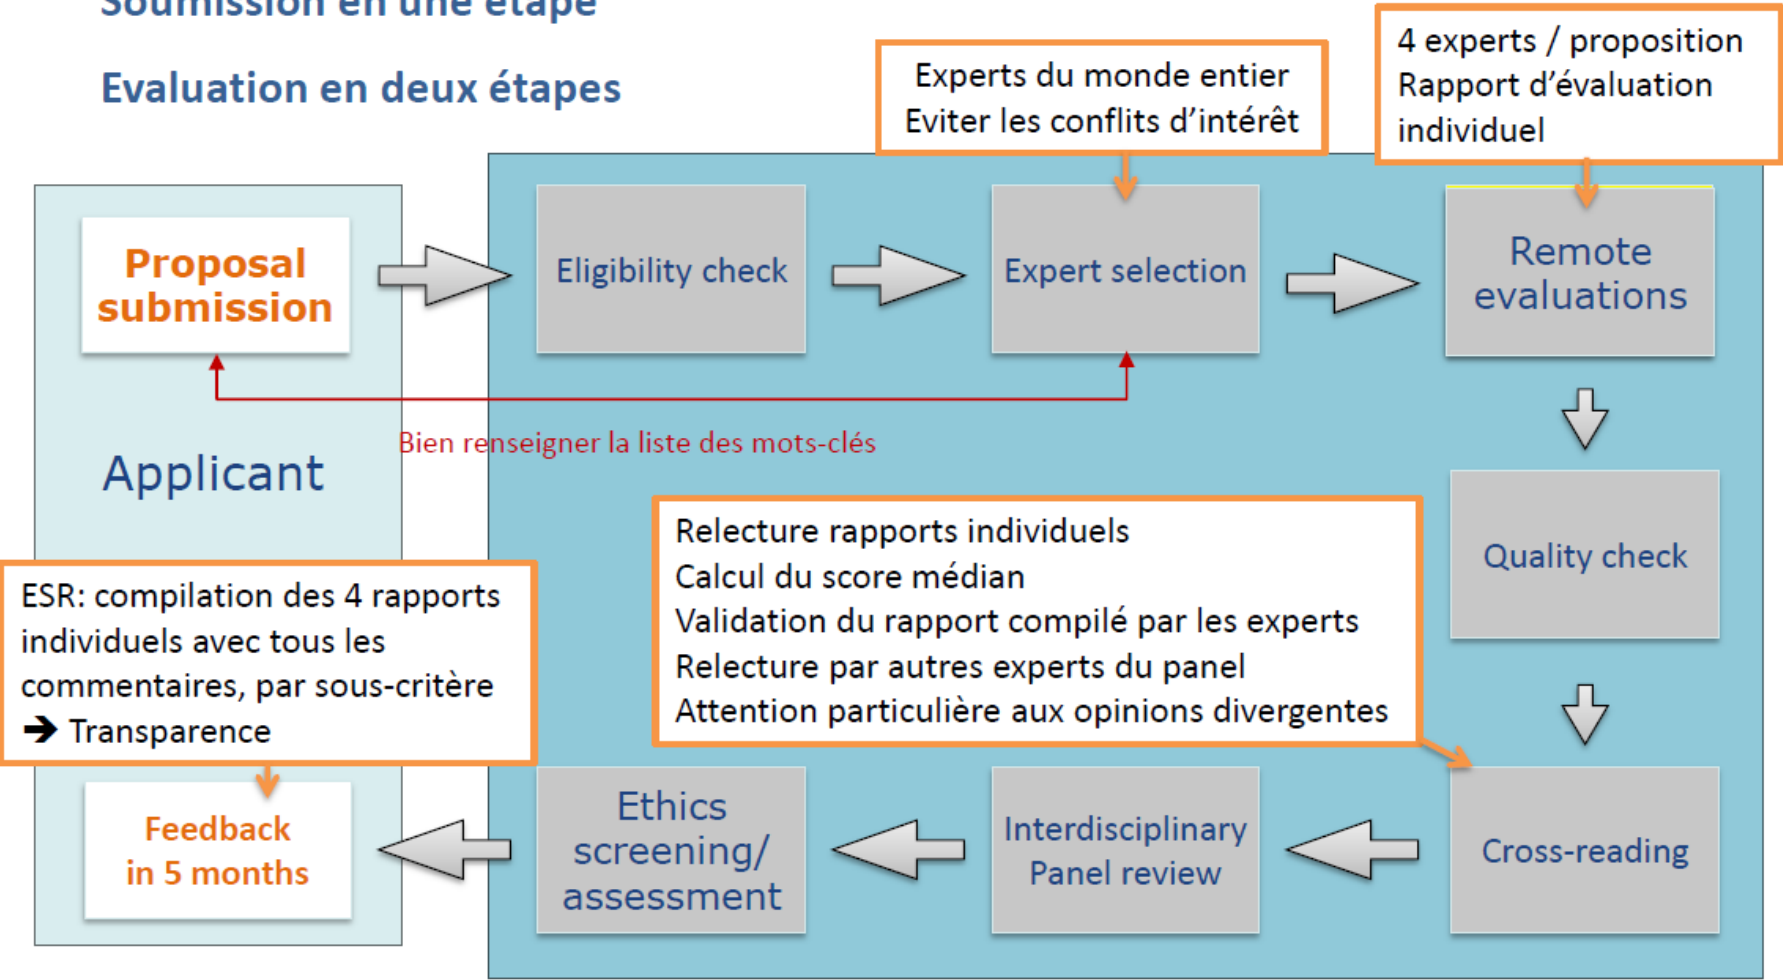 Soumission en une étape
Evaluation en deux étapes
Experts du monde entier
Eviter les conflits d’intérêt
4 experts / proposition
Rapport d’évaluation
individuel
Proposal
submission
Eligibility check
Expert selection
Remote
evaluations
Bien renseigner la liste des mots-clés
Applicant
Relecture rapports individuels
Calcul du score médian
Validation du rapport compilé par les experts
Relecture par autres experts du panel
Attention particulière aux opinions divergentes
Quality check
ESR: compilation des 4 rapports
individuels avec tous les
commentaires, par sous-critère
➔ Transparence
Feedback
in 5 months
Ethics
screening/
assessment
Interdisciplinary
Panel review
Cross-reading